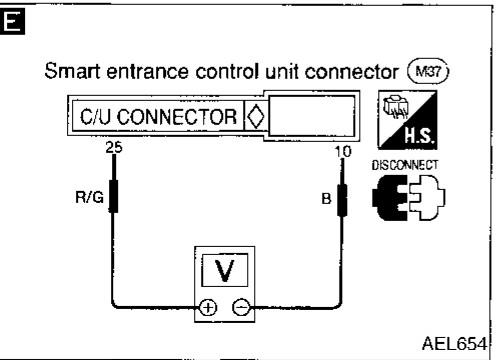 E
Smart entrance control unit connector M37
C/U CONNECTOR
H.S.
25
10
DISCONNECT
R/G
B
V
+ −
AEL654